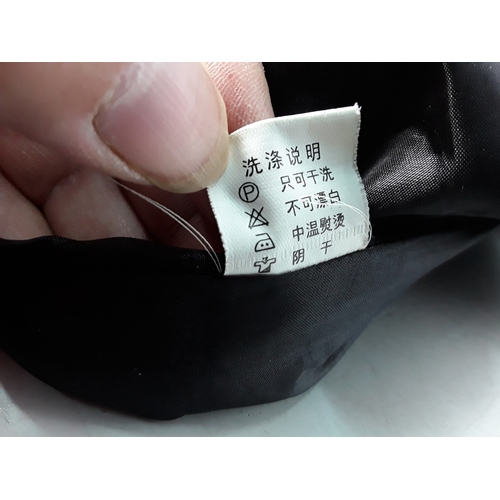 洗涤说明
Ⓟ 只可干洗
不可漂白
中温熨烫
阴 干